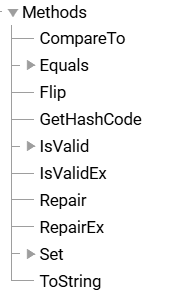 Methods
CompareTo
Equals
Flip
GetHashCode
IsValid
IsValidEx
Repair
RepairEx
Set
ToString